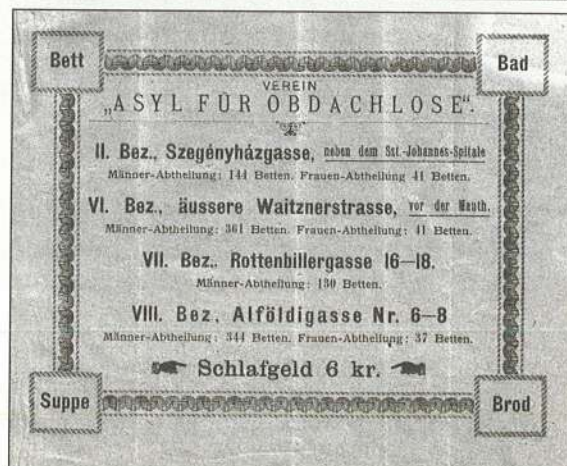 Bett
Bad
VEREIN
„ASYL FÜR OBDACHLOSE“.
II. Bez., Szegényházgasse, neben dem Sct.-Johannes-Spitale
Männer-Abtheilung: 144 Betten. Frauen-Abtheilung 41 Betten.
VI. Bez., äussere Waitznerstrasse, vor der Mauth.
Männer-Abtheilung: 361 Betten. Frauen-Abtheilung: 41 Betten.
VII. Bez., Rottenbillergasse 16—18.
Männer-Abtheilung: 130 Betten.
VIII. Bez., Alföldigasse Nr. 6—8
Männer-Abtheilung: 344 Betten. Frauen-Abtheilung: 37 Betten.
Schlafgeld 6 kr.
Suppe
Brod